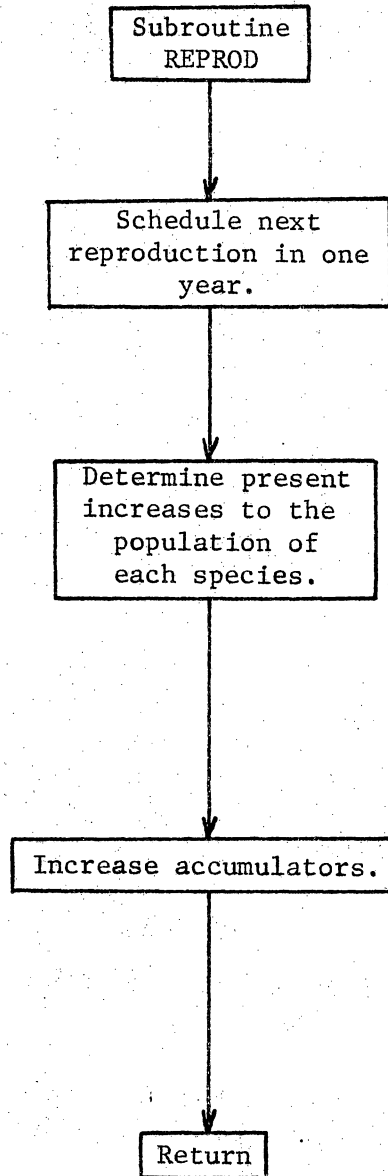 Subroutine
REPROD
Schedule next
reproduction in one
year.
Determine present
increases to the
population of
each species.
Increase accumulators.
Return